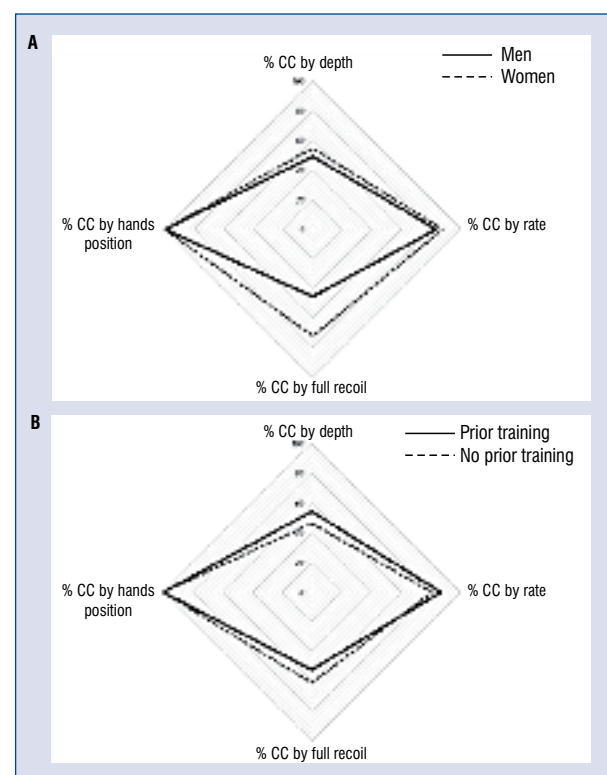 A
% CC by depth
Men
Women
% CC by hands
position
% CC by rate
% CC by full recoil
B
% CC by depth
Prior training
No prior training
% CC by hands
position
% CC by rate
% CC by full recoil